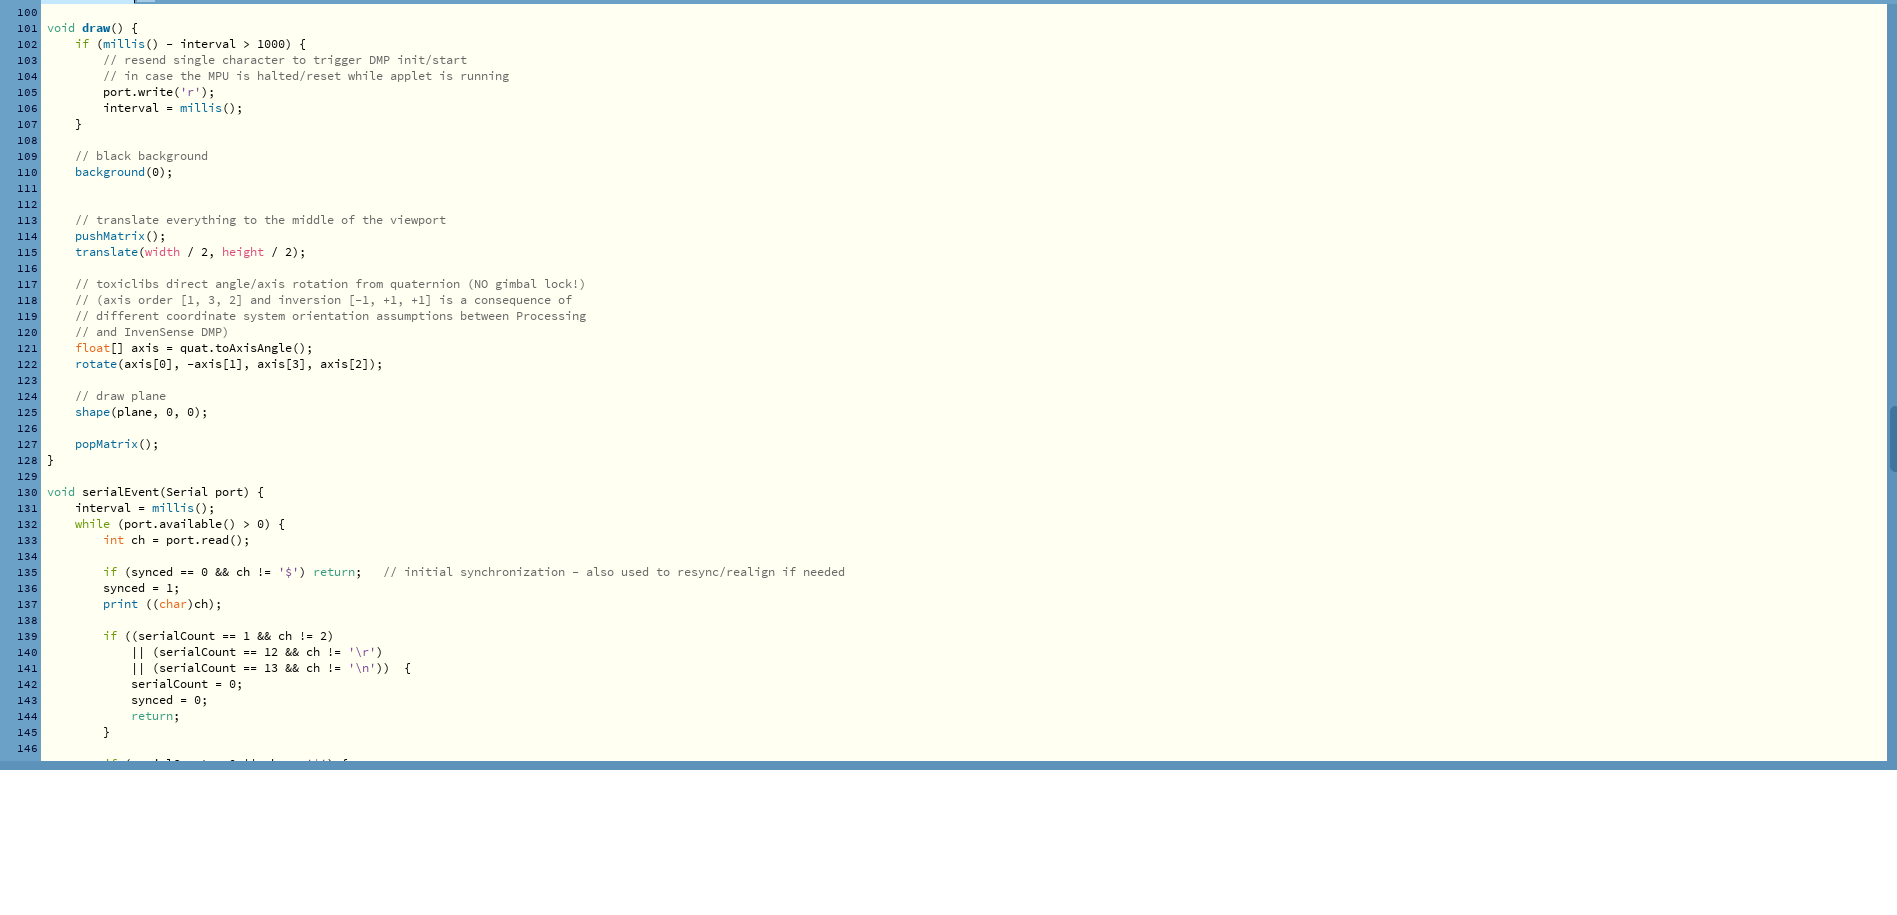 100
101 void draw() {
102 if (millis() - interval > 1000) {
103 // resend single character to trigger DMP init/start
104 // in case the MPU is halted/reset while applet is running
105 port.write('r');
106 interval = millis();
107 }
108
109 // black background
110 background(0);
111
112
113 // translate everything to the middle of the viewport
114 pushMatrix();
115 translate(width / 2, height / 2);
116
117 // toxiclibs direct angle/axis rotation from quaternion (NO gimbal lock!)
118 // (axis order [1, 3, 2] and inversion [-1, +1, +1] is a consequence of
119 // different coordinate system orientation assumptions between Processing
120 // and InvenSense DMP)
121 float[] axis = quat.toAxisAngle();
122 rotate(axis[0], -axis[1], axis[3], axis[2]);
123
124 // draw plane
125 shape(plane, 0, 0);
126
127 popMatrix();
128 }
129
130 void serialEvent(Serial port) {
131 interval = millis();
132 while (port.available() > 0) {
133 int ch = port.read();
134
135 if (synced == 0 && ch != '$') return;   // initial synchronization - also used to resync/realign if needed
136 synced = 1;
137 print ((char)ch);
138
139 if ((serialCount == 1 && ch != 2)
140 || (serialCount == 12 && ch != '\r')
141 || (serialCount == 13 && ch != '\n'))  {
142 serialCount = 0;
143 synced = 0;
144 return;
145 }
146